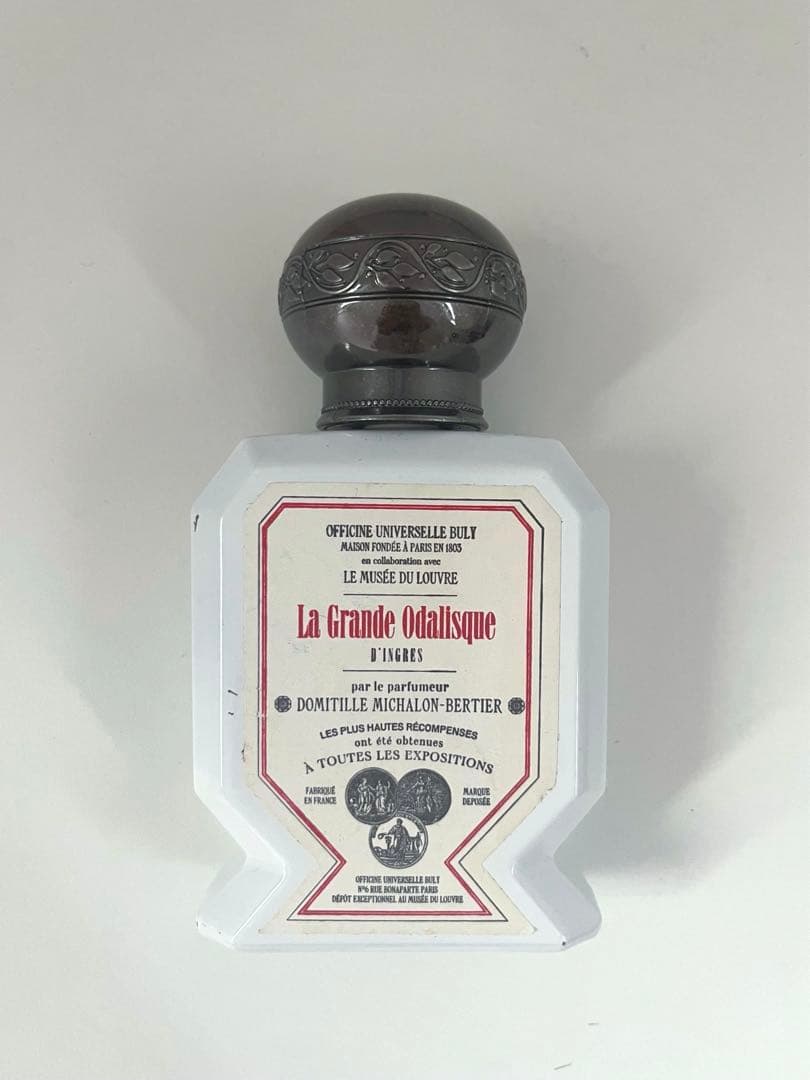 OFFICINE UNIVERSELLE BULY
MAISON FONDÉE À PARIS EN 1803
en collaboration avec
LE MUSÉE DU LOUVRE
La Grande Odalisque
D'INGRES
par le parfumeur
DOMITILLE MICHALON-BERTIER
LES PLUS HAUTES RÉCOMPENSES
ont été obtenues
À TOUTES LES EXPOSITIONS
FABRIQUÉ
EN FRANCE
MARQUE
DEPOSÉE
OFFICINE UNIVERSELLE BULY
Nº6 RUE BONAPARTE PARIS
DÉPÔT EXCEPTIONNEL AU MUSÉE DU LOUVRE